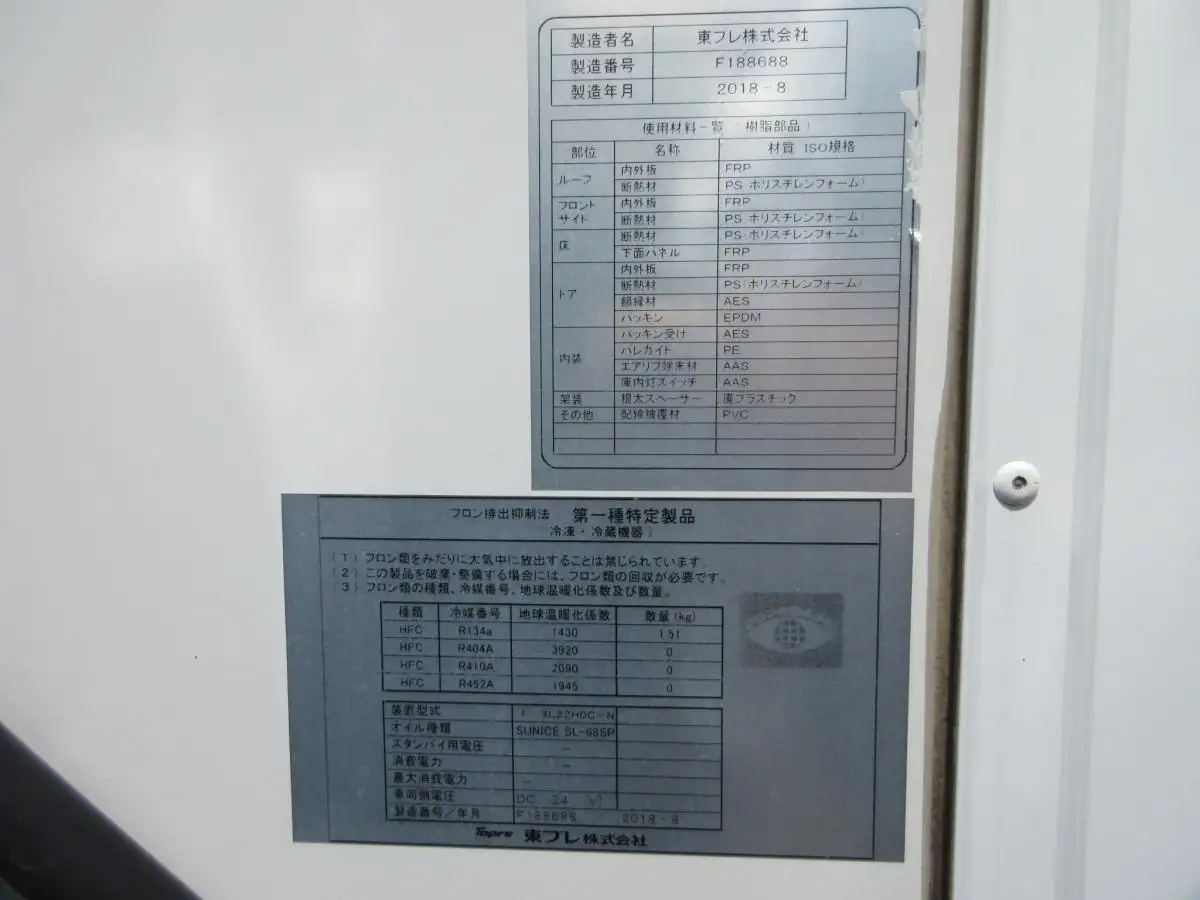 製造者名 東プレ株式会社
製造番号 F188688
製造年月 2018-8
使用材料一覧(樹脂部品)
部位 名称 材質 ISO規格
ルーフ 内外板 FRP
断熱材 PS(ポリスチレンフォーム)
フロント サイト 内外板 FRP
断熱材 PS(ポリスチレンフォーム)
床 断熱材 PS(ポリスチレンフォーム)
下面パネル FRP
ドア 内外板 FRP
断熱材 PS(ポリスチレンフォーム)
額縁材 AES
パッキン EPDM
内装 パッキン受け AES
ハレカイト PE
エアリブ端末材 AAS
庫内灯スイッチ AAS
架装 根太スペーサー 廃プラスチック
その他 配線被覆材 PVC
フロン排出抑制法 第一種特定製品
冷凍・冷蔵機器)
(1) フロン類をみだりに大気中に放出することは禁じられています。
(2) この製品を破棄・整備する場合には、フロン類の回収が必要です。
3) フロン類の種類、冷媒番号、地球温暖化係数及び数量。
種類 冷媒番号 地球温暖化係数 数量(kg)
HFC R134a 1430 1.51
HFC R404A 3920 0
HFC R410A 2090 0
HFC R452A 1945 0
装置型式 XL22H0C-N
オイル種類 SUNICE SL-68SP
スタンバイ用電圧 -
消費電力 -
最大消費電力 -
車両側電圧 DC 24 V
製造番号/年月 F188688 2018-8
Topre 東プレ株式会社